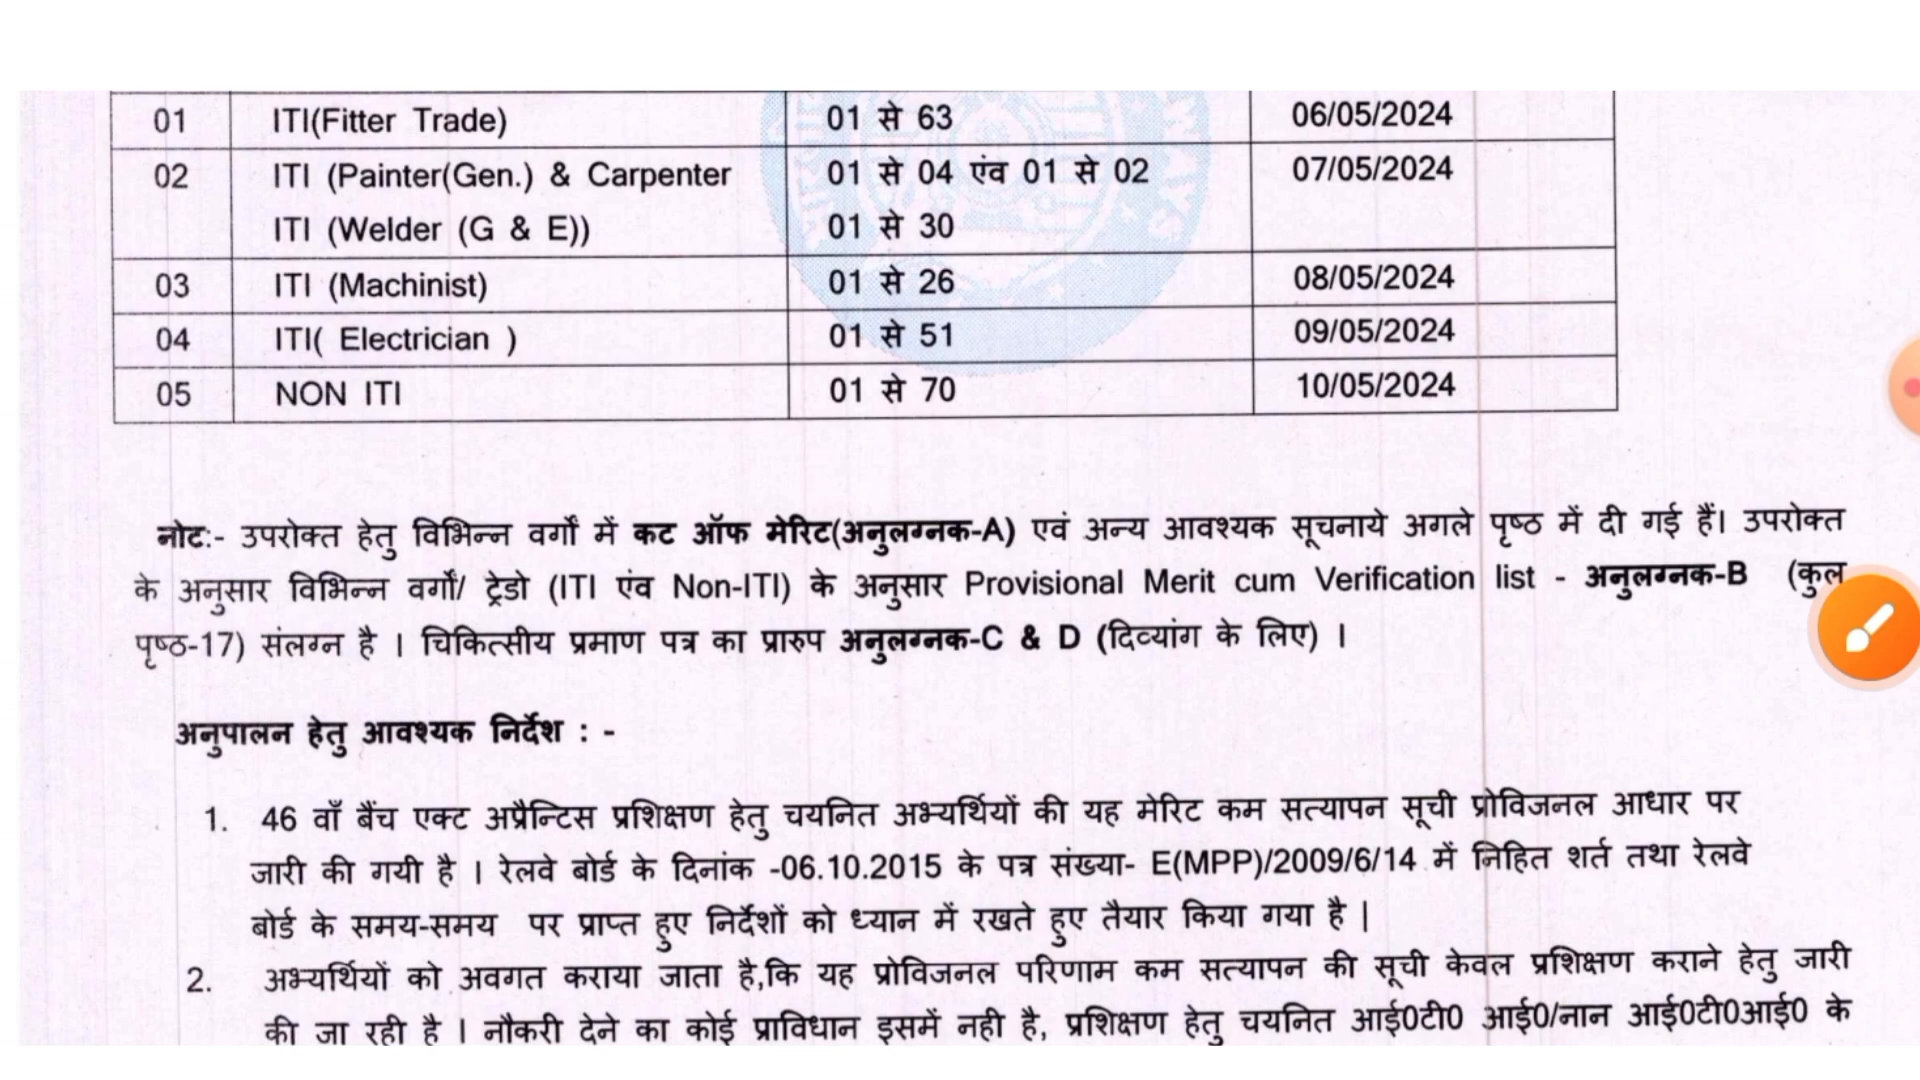 01 ITI(Fitter Trade) 01 से 63 06/05/2024
02 ITI (Painter(Gen.) & Carpenter 01 से 04 एंव 01 से 02 07/05/2024
ITI (Welder (G & E)) 01 से 30
03 ITI (Machinist) 01 से 26 08/05/2024
04 ITI( Electrician ) 01 से 51 09/05/2024
05 NON ITI 01 से 70 10/05/2024
नोट:- उपरोक्त हेतु विभिन्न वर्गों में कट ऑफ मेरिट(अनुलग्नक-A) एवं अन्य आवश्यक सूचनाये अगले पृष्ठ में दी गई हैं। उपरोक्त
के अनुसार विभिन्न वर्गों/ ट्रेडो (ITI एंव Non-ITI) के अनुसार Provisional Merit cum Verification list - अनुलग्नक-B (कुल
पृष्ठ-17) संलग्न है । चिकित्सीय प्रमाण पत्र का प्रारुप अनुलग्नक-C & D (दिव्यांग के लिए) ।
अनुपालन हेतु आवश्यक निर्देश : -
1. 46 वाँ बैंच एक्ट अप्रैन्टिस प्रशिक्षण हेतु चयनित अभ्यर्थियों की यह मेरिट कम सत्यापन सूची प्रोविजनल आधार पर
जारी की गयी है । रेलवे बोर्ड के दिनांक -06.10.2015 के पत्र संख्या- E(MPP)/2009/6/14 में निहित शर्त तथा रेलवे
बोर्ड के समय-समय पर प्राप्त हुए निर्देशों को ध्यान में रखते हुए तैयार किया गया है |
2. अभ्यर्थियों को अवगत कराया जाता है,कि यह प्रोविजनल परिणाम कम सत्यापन की सूची केवल प्रशिक्षण कराने हेतु जारी
की जा रही है । नौकरी देने का कोई प्राविधान इसमें नही है, प्रशिक्षण हेतु चयनित आई0टी0 आई0/नान आई0टी0आई0 के